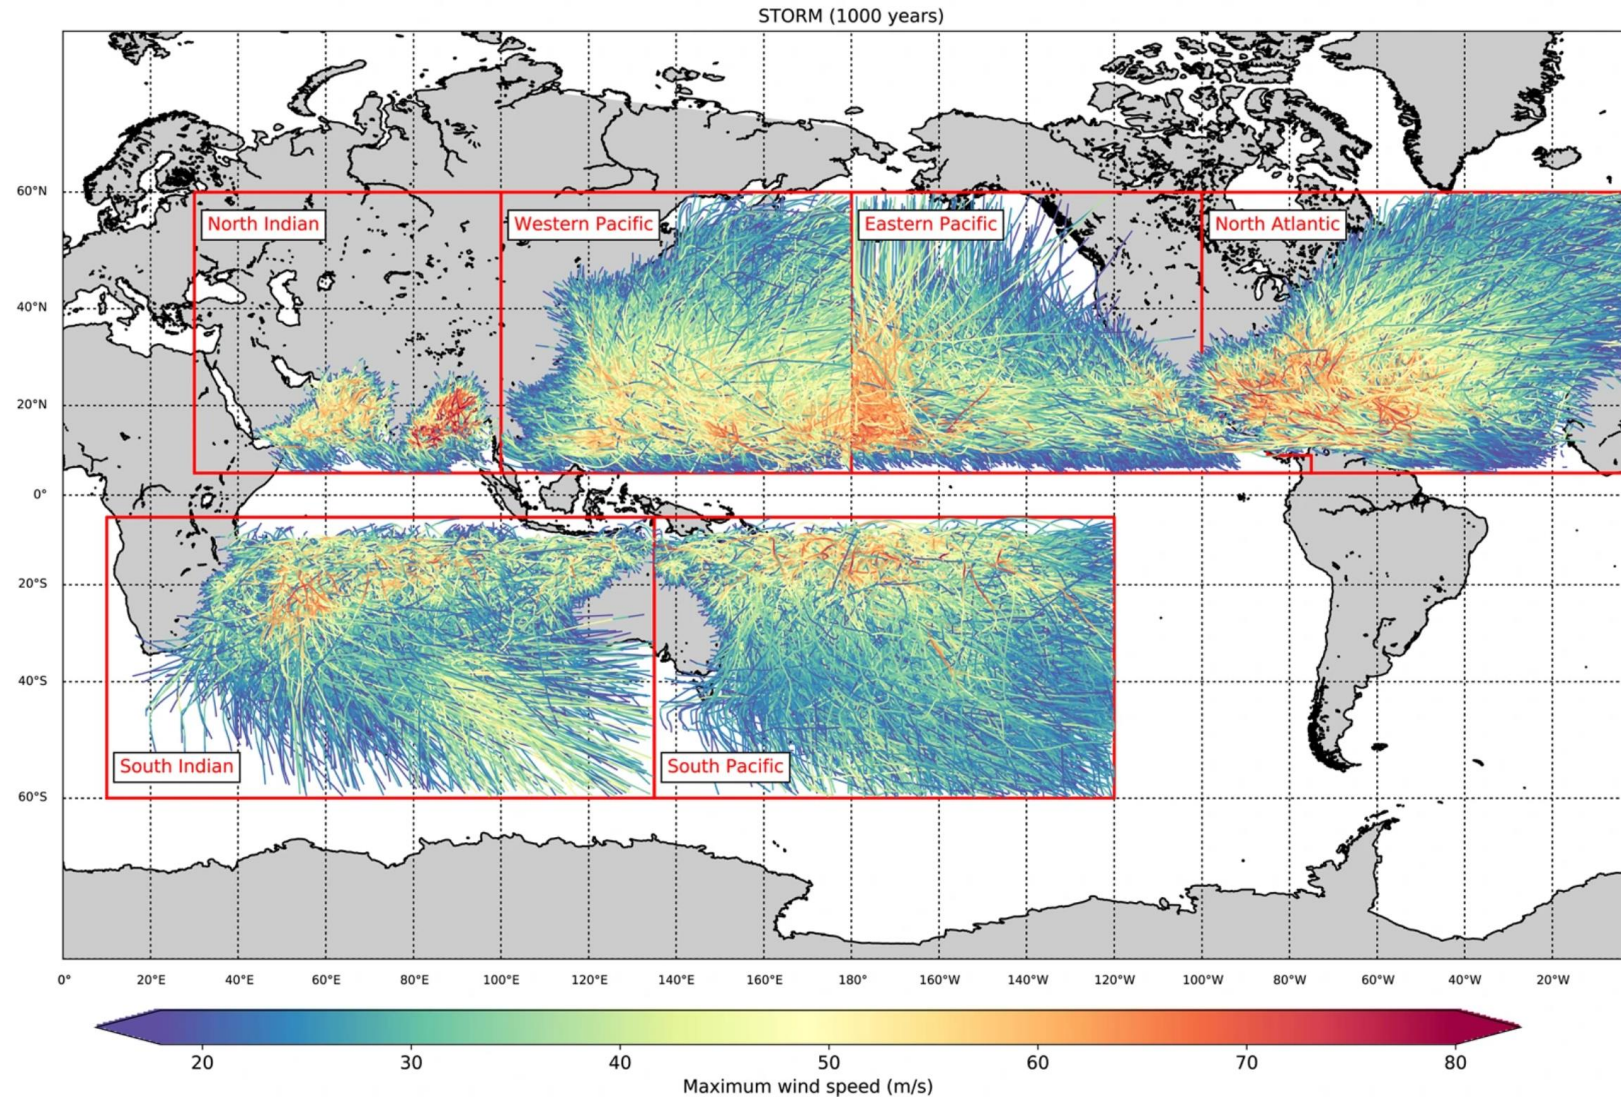 STORM (1000 years)
60°N
North Indian
Western Pacific
Eastern Pacific
North Atlantic
40°N
20°N
0°
20°S
40°S
South Indian
South Pacific
60°S
0° 20°E 40°E 60°E 80°E 100°E 120°E 140°E 160°E 180° 160°W 140°W 120°W 100°W 80°W 60°W 40°W 20°W
20 30 40 50 60 70 80
Maximum wind speed (m/s)